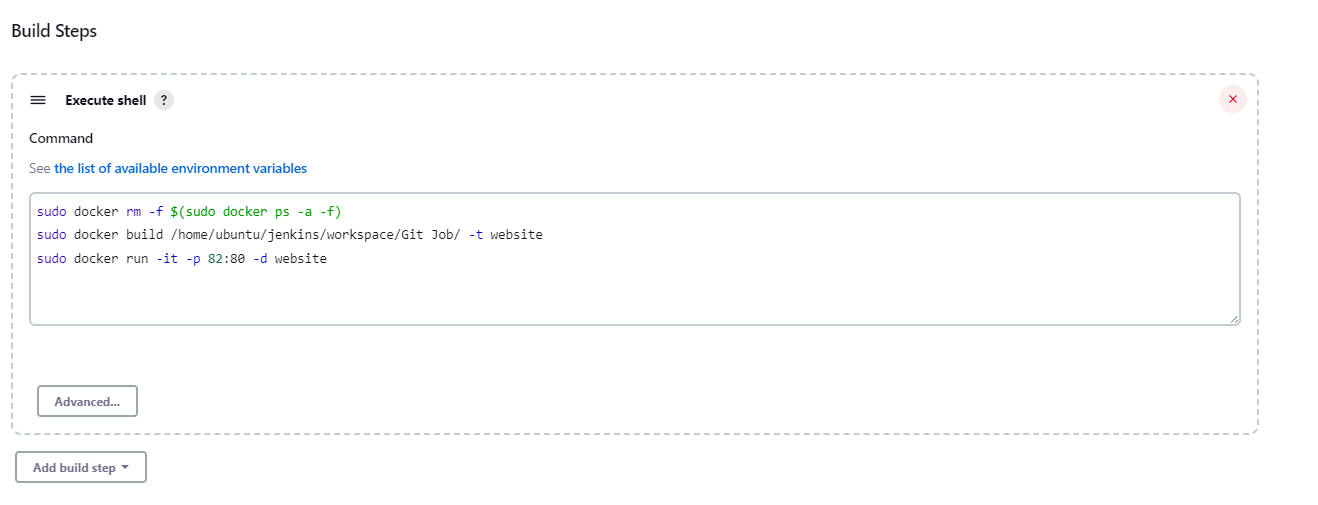 Build Steps
Execute shell ?
Command
See the list of available environment variables
sudo docker rm -f $(sudo docker ps -a -f)
sudo docker build /home/ubuntu/jenkins/workspace/Git Job/ -t website
sudo docker run -it -p 82:80 -d website
Advanced...
Add build step